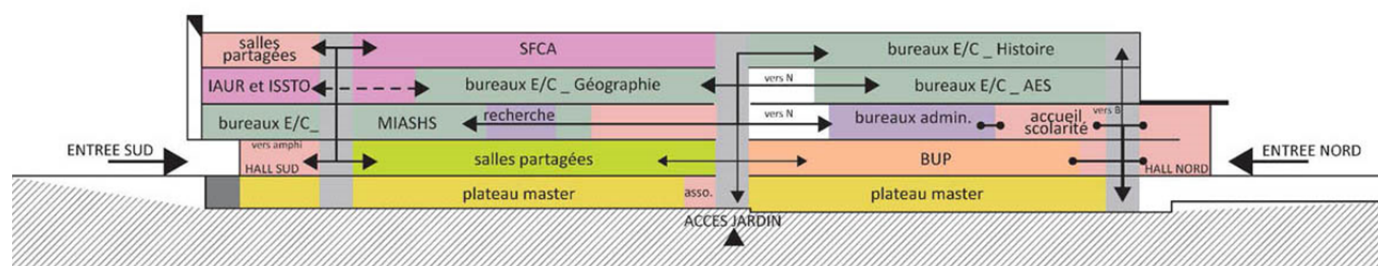 salles
partagées
SFCA
bureaux E/C _ Histoire
IAUR et ISSTO
bureaux E/C _ Géographie
vers N
bureaux E/C _ AES
bureaux E/C_
MIASHS
recherche
vers N
bureaux admin.
accueil
scolarité
vers B
ENTREE SUD
vers amphi
HALL SUD
salles partagées
BUP
HALL NORD
ENTREE NORD
plateau master
asso.
plateau master
ACCES JARDIN